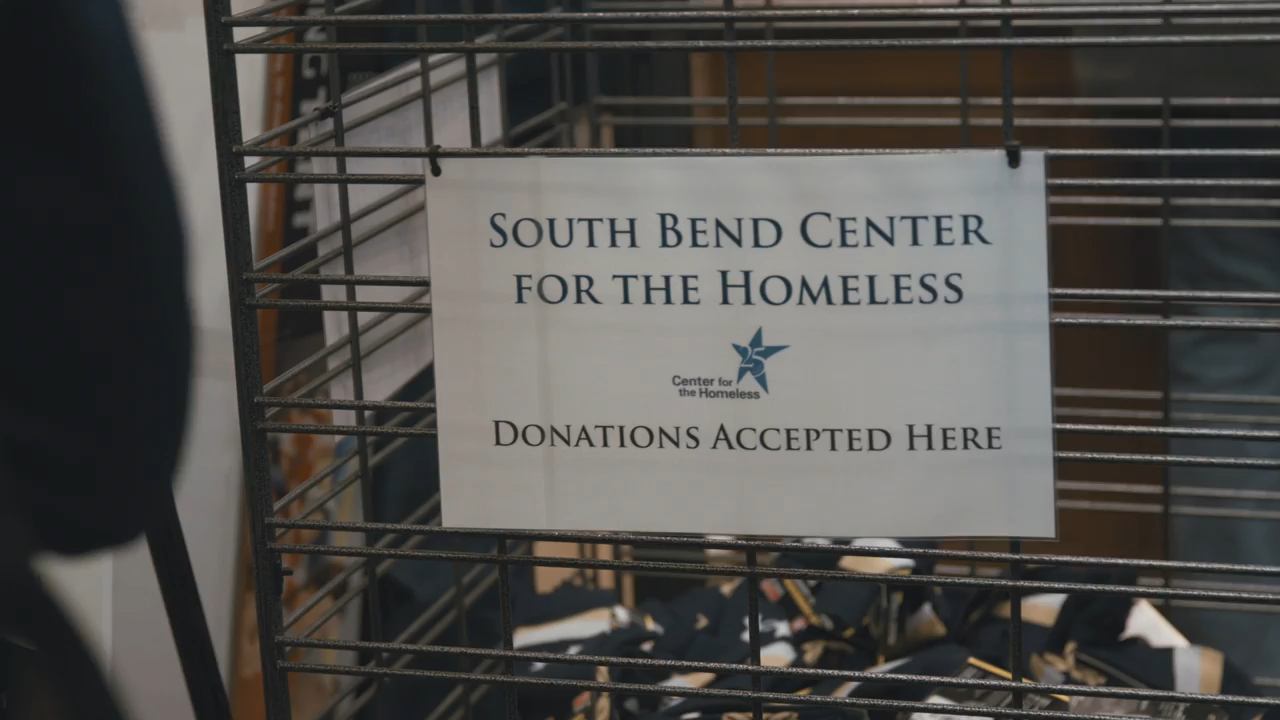 SOUTH BEND CENTER
FOR THE HOMELESS
25
Center for
the Homeless
DONATIONS ACCEPTED HERE